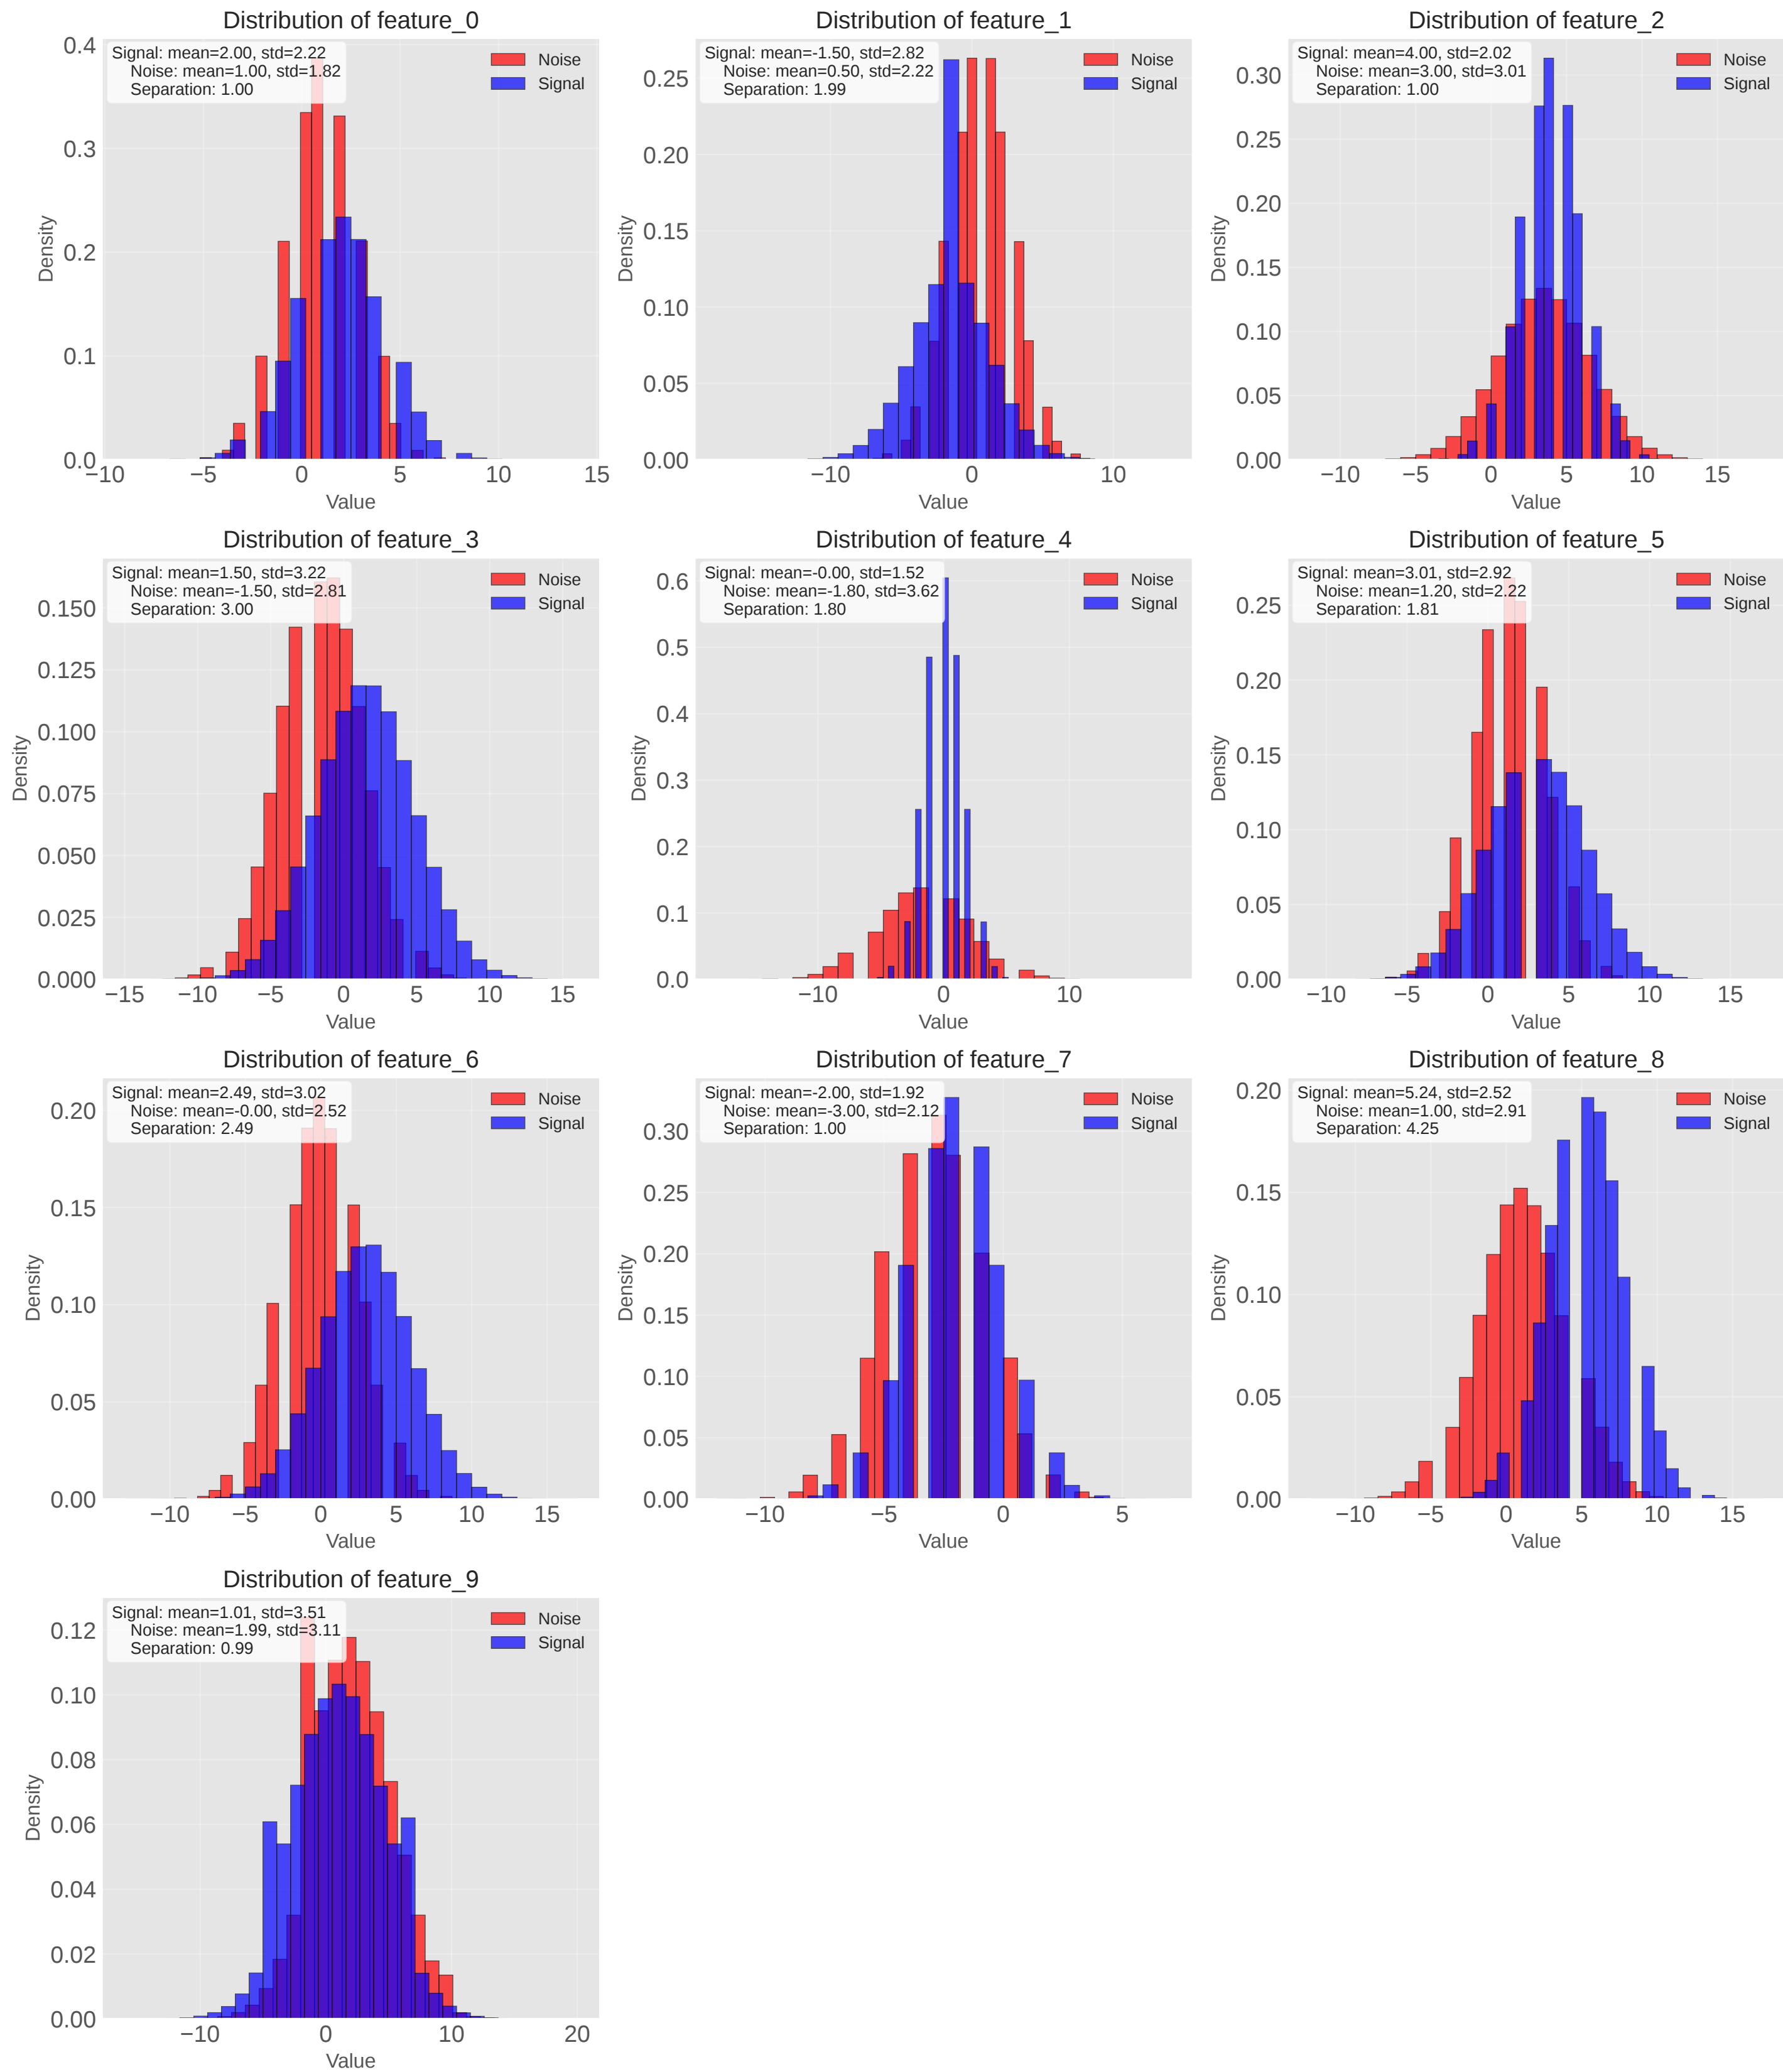 Distribution of feature_0
Signal: mean=2.00, std=2.22
Noise: mean=1.00, std=1.82
Separation: 1.00
Noise
Signal
0.4
0.3
0.2
0.1
0.0
Density
−10 −5 0 5 10 15
Value
Distribution of feature_1
Signal: mean=-1.50, std=2.82
Noise: mean=0.50, std=2.22
Separation: 1.99
Noise
Signal
0.25
0.20
0.15
0.10
0.05
0.00
Density
−10 0 10
Value
Distribution of feature_2
Signal: mean=4.00, std=2.02
Noise: mean=3.00, std=3.01
Separation: 1.00
Noise
Signal
0.30
0.25
0.20
0.15
0.10
0.05
0.00
Density
−10 −5 0 5 10 15
Value
Distribution of feature_3
Signal: mean=1.50, std=3.22
Noise: mean=-1.50, std=2.81
Separation: 3.00
Noise
Signal
0.150
0.125
0.100
0.075
0.050
0.025
0.000
Density
−15 −10 −5 0 5 10 15
Value
Distribution of feature_4
Signal: mean=-0.00, std=1.52
Noise: mean=-1.80, std=3.62
Separation: 1.80
Noise
Signal
0.6
0.5
0.4
0.3
0.2
0.1
0.0
Density
−10 0 10
Value
Distribution of feature_5
Signal: mean=3.01, std=2.92
Noise: mean=1.20, std=2.22
Separation: 1.81
Noise
Signal
0.25
0.20
0.15
0.10
0.05
0.00
Density
−10 −5 0 5 10 15
Value
Distribution of feature_6
Signal: mean=2.49, std=3.02
Noise: mean=-0.00, std=2.52
Separation: 2.49
Noise
Signal
0.20
0.15
0.10
0.05
0.00
Density
−10 −5 0 5 10 15
Value
Distribution of feature_7
Signal: mean=-2.00, std=1.92
Noise: mean=-3.00, std=2.12
Separation: 1.00
Noise
Signal
0.30
0.25
0.20
0.15
0.10
0.05
0.00
Density
−10 −5 0 5
Value
Distribution of feature_8
Signal: mean=5.24, std=2.52
Noise: mean=1.00, std=2.91
Separation: 4.25
Noise
Signal
0.20
0.15
0.10
0.05
0.00
Density
−10 −5 0 5 10 15
Value
Distribution of feature_9
Signal: mean=1.01, std=3.51
Noise: mean=1.99, std=3.11
Separation: 0.99
Noise
Signal
0.12
0.10
0.08
0.06
0.04
0.02
0.00
Density
−10 0 10 20
Value